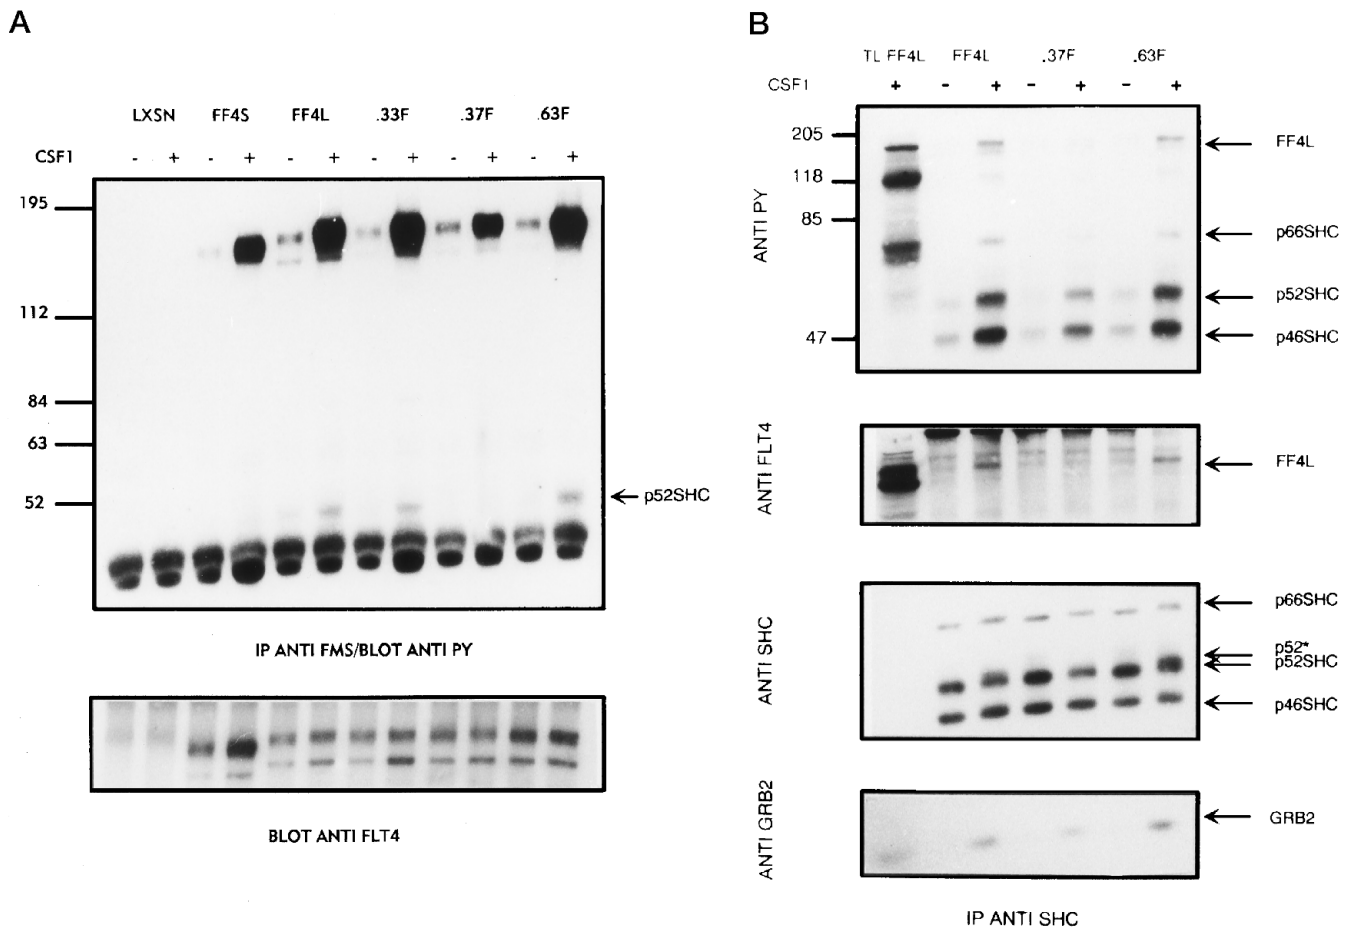 A
LXSN FF4S FF4L .33F .37F .63F
CSF1 - + - + - + - + - + - +
195
112
84
63
52
p52SHC
IP ANTI FMS/BLOT ANTI PY
BLOT ANTI FLT4
B
TL FF4L FF4L .37F .63F
CSF1 + - + - + - +
ANTI PY
205
118
85
47
FF4L
p66SHC
p52SHC
p46SHC
ANTI FLT4
FF4L
ANTI SHC
p66SHC
p52*
p52SHC
p46SHC
ANTI GRB2
GRB2
IP ANTI SHC